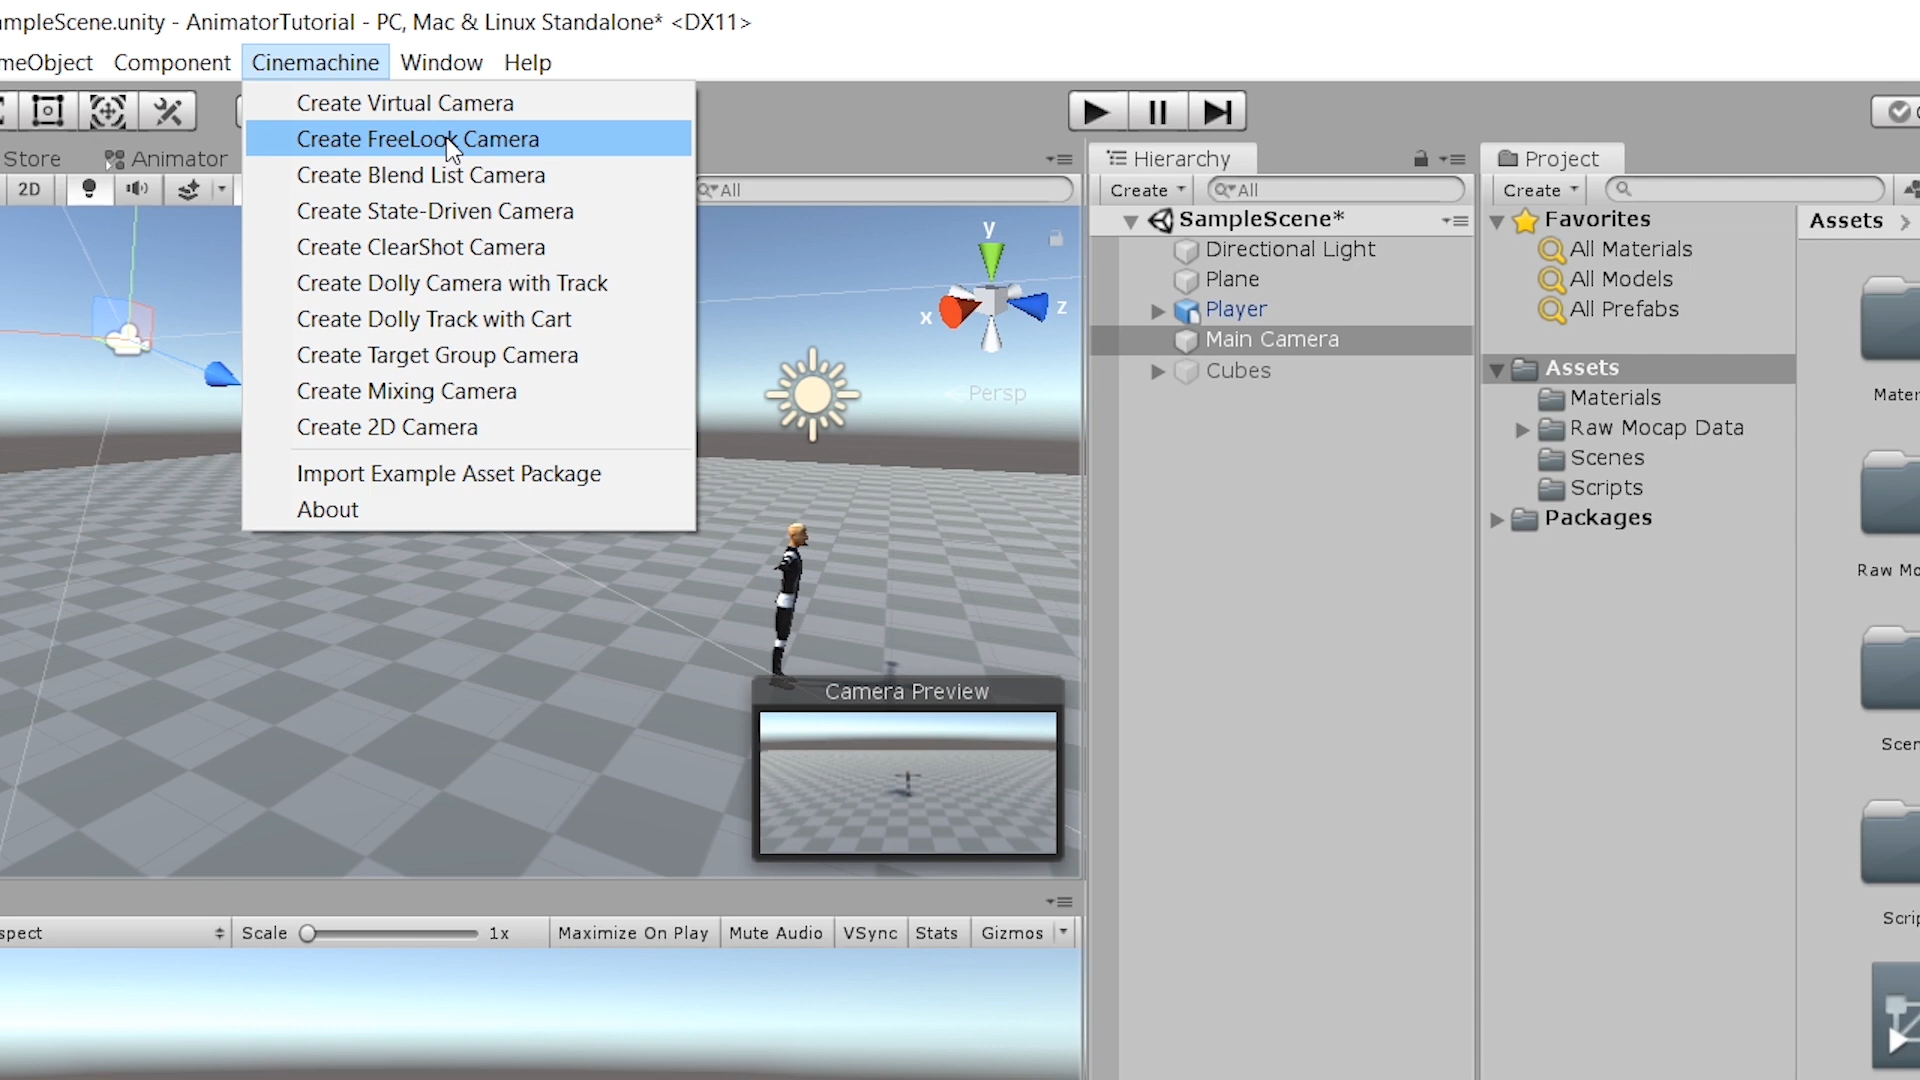 mpleScene.unity - AnimatorTutorial - PC, Mac & Linux Standalone* <DX11>
meObject Component Cinemachine Window Help
Create Virtual Camera
Create FreeLook Camera
Create Blend List Camera
Create State-Driven Camera
Create ClearShot Camera
Create Dolly Camera with Track
Create Dolly Track with Cart
Create Target Group Camera
Create Mixing Camera
Create 2D Camera
Import Example Asset Package
About
Store Animator
2D
All
y
x
z
Persp
Camera Preview
Hierarchy
Create All
SampleScene*
Directional Light
Plane
Player
Main Camera
Cubes
Project
Create
Favorites
All Materials
All Models
All Prefabs
Assets
Materials
Raw Mocap Data
Scenes
Scripts
Packages
Assets
Mater
Raw Mo
Scen
Scrip
spect Scale 1x Maximize On Play Mute Audio VSync Stats Gizmos